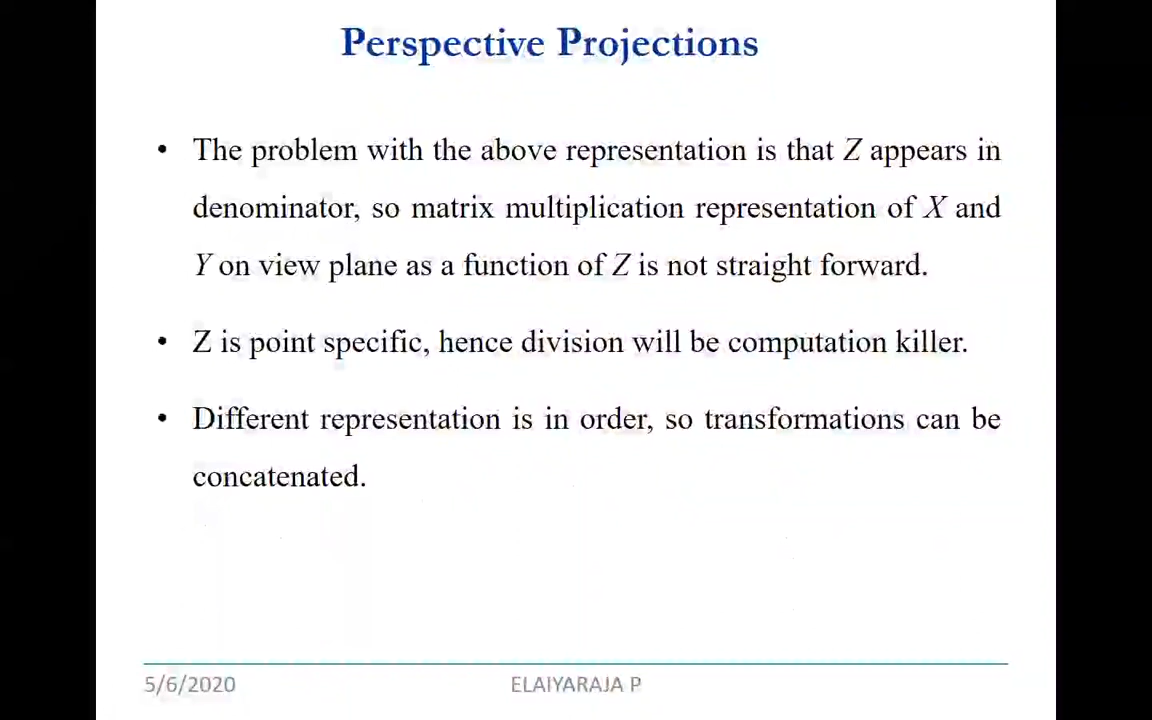 Perspective Projections
• The problem with the above representation is that Z appears in
denominator, so matrix multiplication representation of X and
Y on view plane as a function of Z is not straight forward.
• Z is point specific, hence division will be computation killer.
• Different representation is in order, so transformations can be
concatenated.
5/6/2020
ELAIYARAJA P